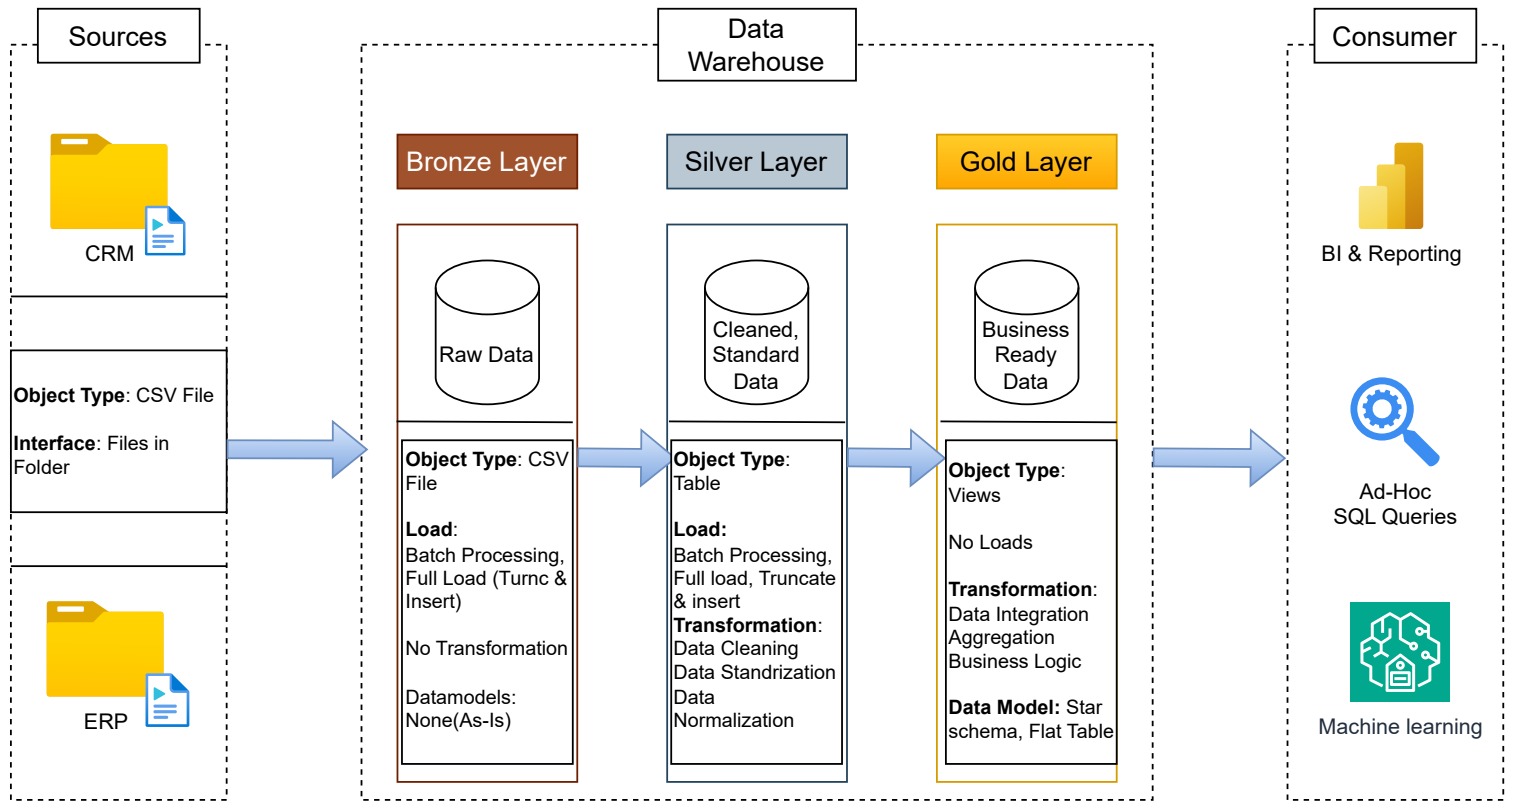 Sources
CRM
Object Type: CSV File
Interface: Files in
Folder
ERP
Data
Warehouse
Bronze Layer
Raw Data
Object Type: CSV
File
Load:
Batch Processing,
Full Load (Turnc &
Insert)
No Transformation
Datamodels:
None(As-Is)
Silver Layer
Cleaned,
Standard
Data
Object Type:
Table
Load:
Batch Processing,
Full load, Truncate
& insert
Transformation:
Data Cleaning
Data Standrization
Data
Normalization
Gold Layer
Business
Ready
Data
Object Type:
Views
No Loads
Transformation:
Data Integration
Aggregation
Business Logic
Data Model: Star
schema, Flat Table
Consumer
BI & Reporting
Ad-Hoc
SQL Queries
Machine learning